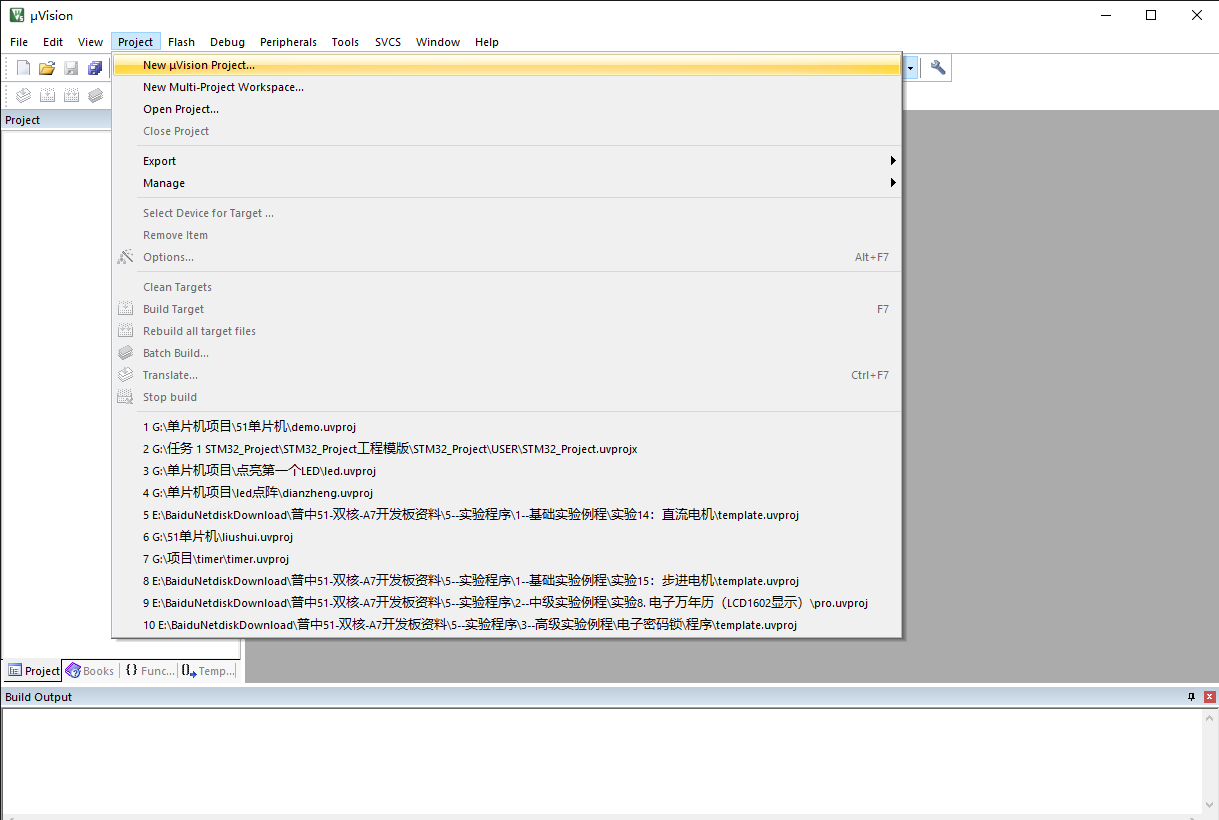 µVision
File Edit View Project Flash Debug Peripherals Tools SVCS Window Help
New µVision Project...
New Multi-Project Workspace...
Open Project...
Close Project
Project
Export
Manage
Select Device for Target ...
Remove Item
Options... Alt+F7
Clean Targets
Build Target F7
Rebuild all target files
Batch Build...
Translate... Ctrl+F7
Stop build
1 G:\单片机项目\51单片机\demo.uvproj
2 G:\任务 1 STM32_Project\STM32_Project工程模版\STM32_Project\USER\STM32_Project.uvprojx
3 G:\单片机项目\点亮第一个LED\led.uvproj
4 G:\单片机项目\led点阵\dianzheng.uvproj
5 E:\BaiduNetdiskDownload\普中51-双核-A7开发板资料\5--实验程序\1--基础实验例程\实验14：直流电机\template.uvproj
6 G:\51单片机\liushui.uvproj
7 G:\项目\timer\timer.uvproj
8 E:\BaiduNetdiskDownload\普中51-双核-A7开发板资料\5--实验程序\1--基础实验例程\实验15：步进电机\template.uvproj
9 E:\BaiduNetdiskDownload\普中51-双核-A7开发板资料\5--实验程序\2--中级实验例程\实验8. 电子万年历（LCD1602显示）\pro.uvproj
10 E:\BaiduNetdiskDownload\普中51-双核-A7开发板资料\5--实验程序\3--高级实验例程\电子密码锁\程序\template.uvproj
Project Books {} Func... Temp...
Build Output